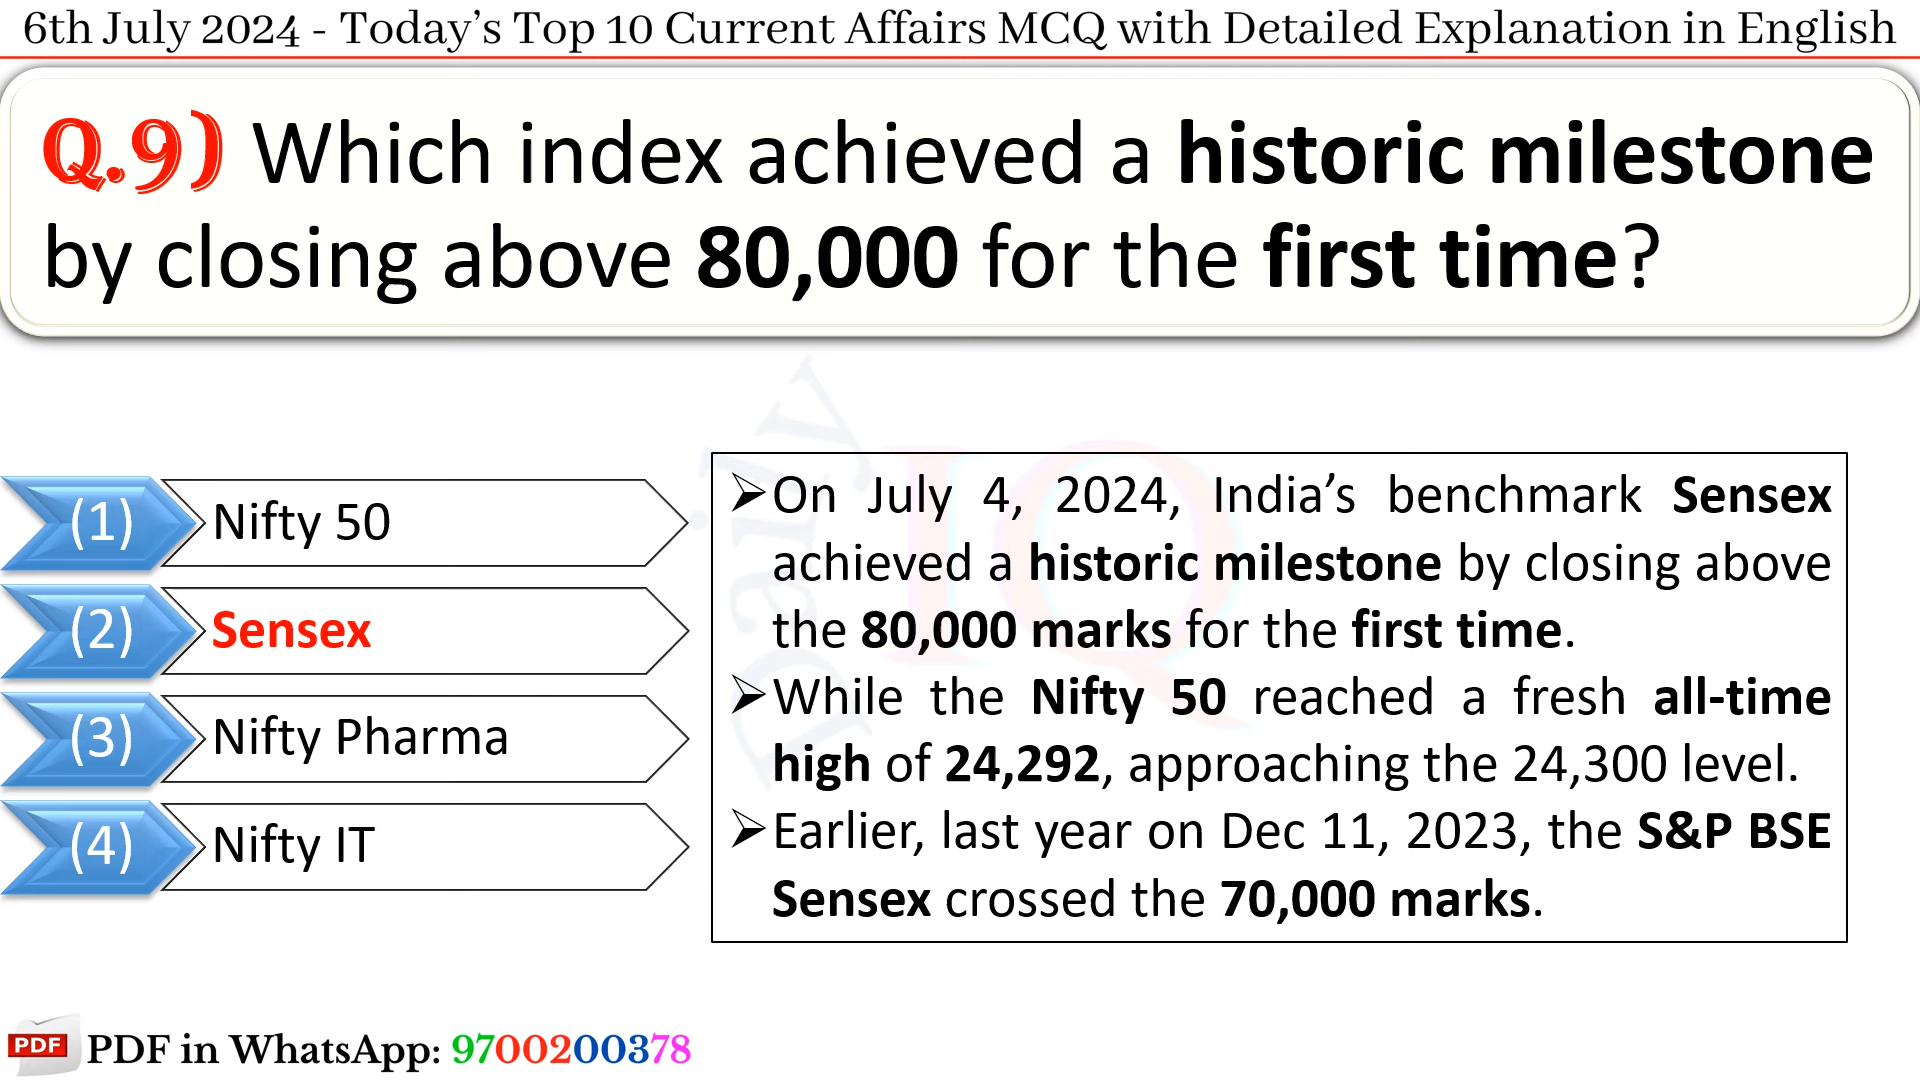 6th July 2024 - Today’s Top 10 Current Affairs MCQ with Detailed Explanation in English
Q.9) Which index achieved a historic milestone
by closing above 80,000 for the first time?
(1) Nifty 50
(2) Sensex
(3) Nifty Pharma
(4) Nifty IT
➢On July 4, 2024, India’s benchmark Sensex
achieved a historic milestone by closing above
the 80,000 marks for the first time.
➢While the Nifty 50 reached a fresh all-time
high of 24,292, approaching the 24,300 level.
➢Earlier, last year on Dec 11, 2023, the S&P BSE
Sensex crossed the 70,000 marks.
Daily IQ
PDF PDF in WhatsApp: 9700200378